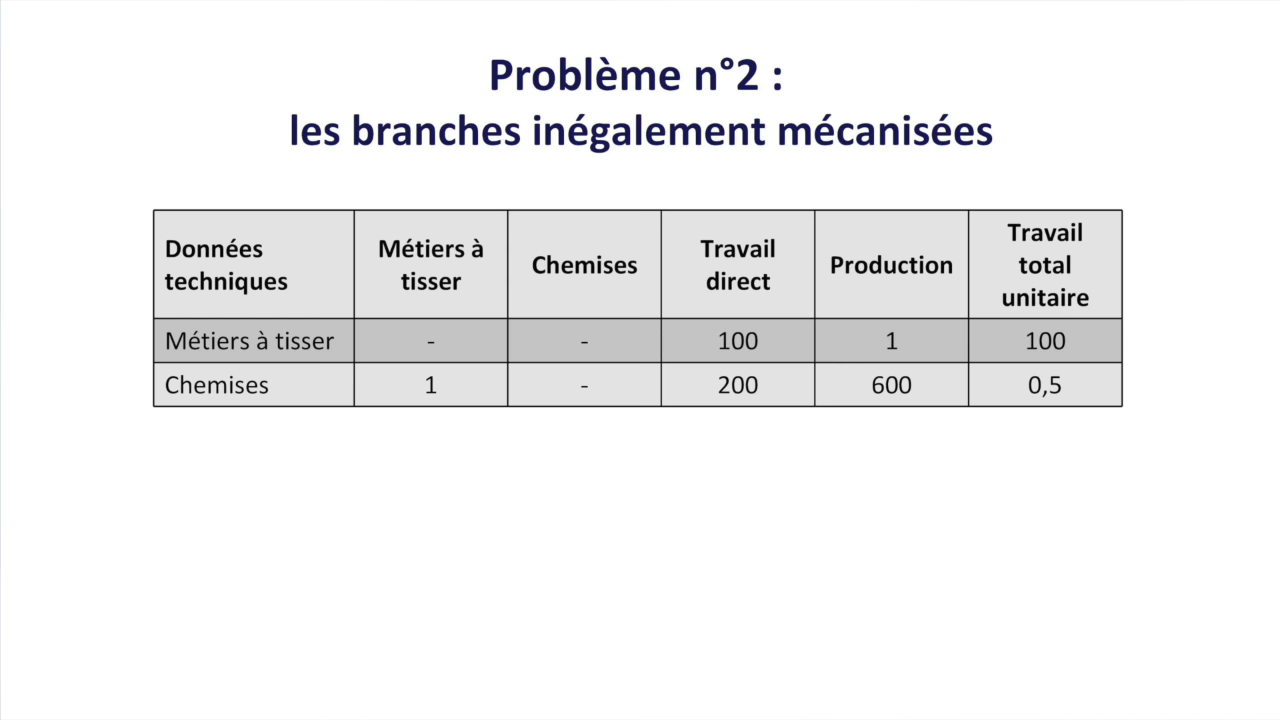 Problème n°2 :
les branches inégalement mécanisées
Données techniques Métiers à tisser Chemises Travail direct Production Travail total unitaire
Métiers à tisser - - 100 1 100
Chemises 1 - 200 600 0,5